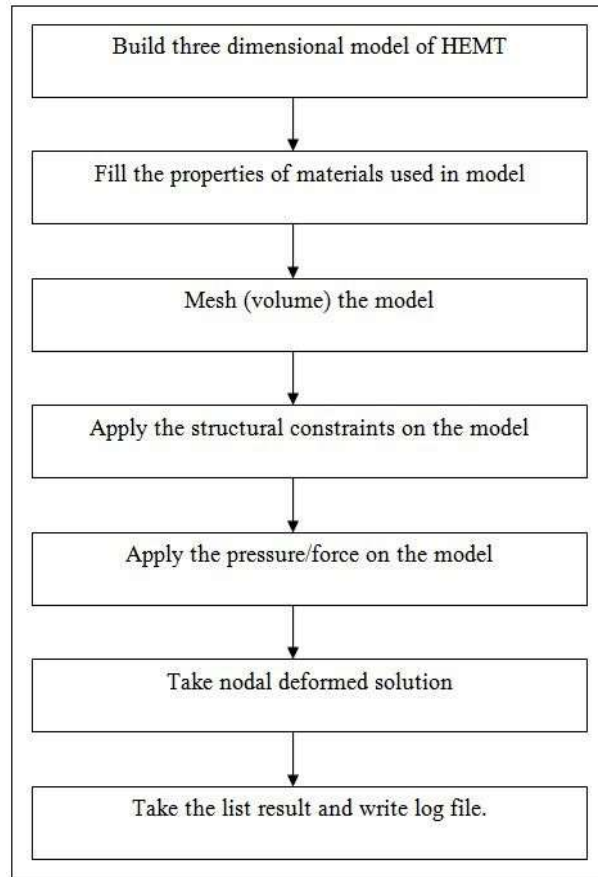 Build three dimensional model of HEMT
Fill the properties of materials used in model
Mesh (volume) the model
Apply the structural constraints on the model
Apply the pressure/force on the model
Take nodal deformed solution
Take the list result and write log file.